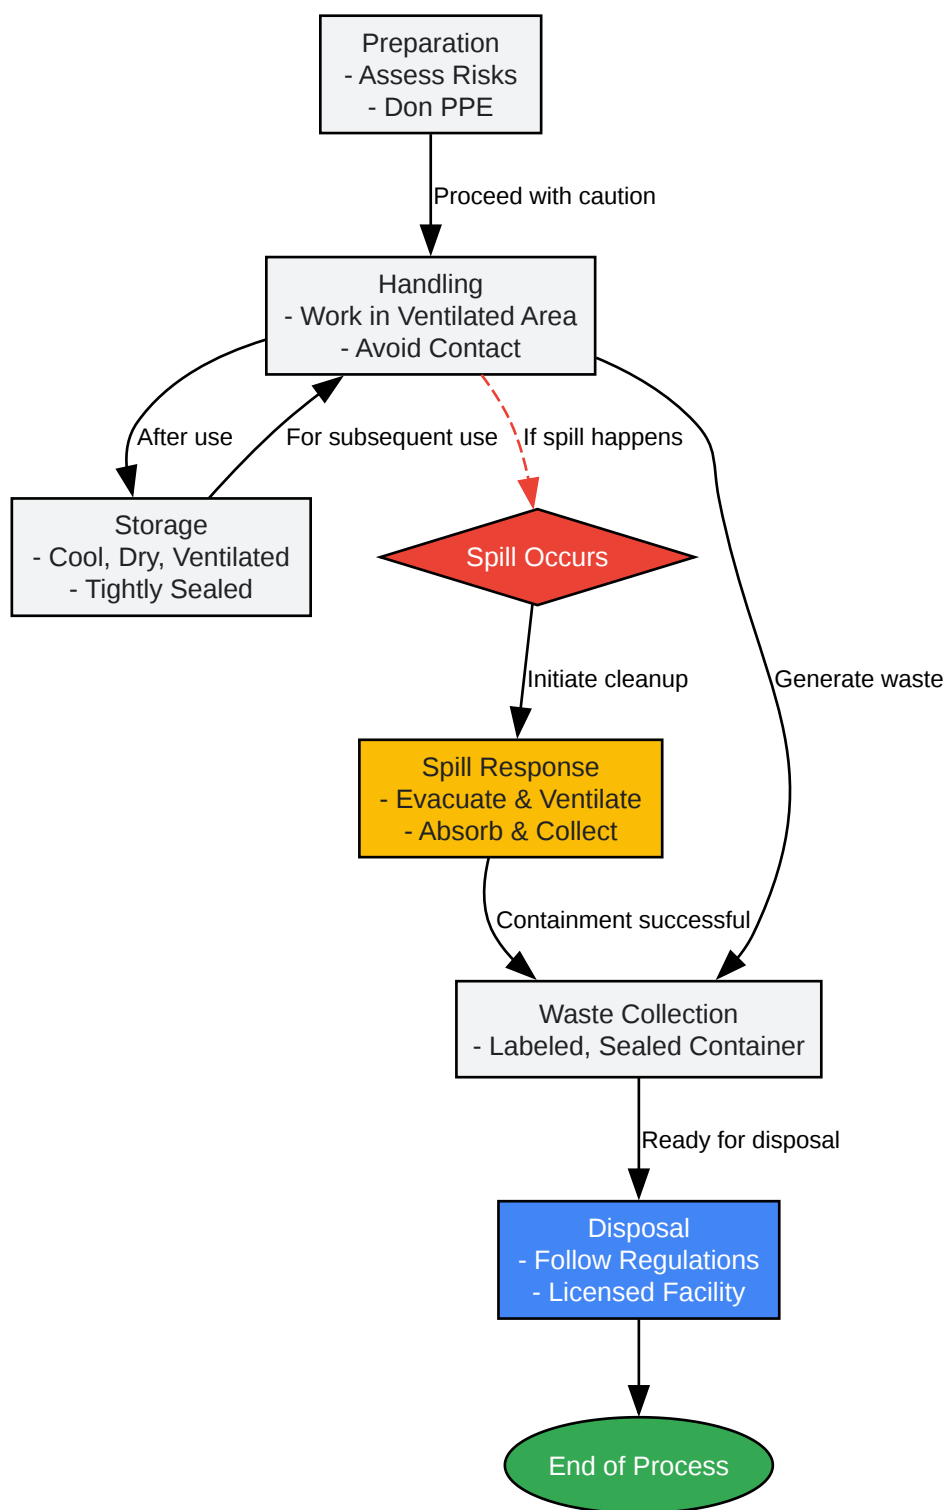 Preparation
- Assess Risks
- Don PPE
Proceed with caution
Handling
- Work in Ventilated Area
- Avoid Contact
After use
For subsequent use
If spill happens
Storage
- Cool, Dry, Ventilated
- Tightly Sealed
Spill Occurs
Initiate cleanup
Generate waste
Spill Response
- Evacuate & Ventilate
- Absorb & Collect
Containment successful
Waste Collection
- Labeled, Sealed Container
Ready for disposal
Disposal
- Follow Regulations
- Licensed Facility
End of Process